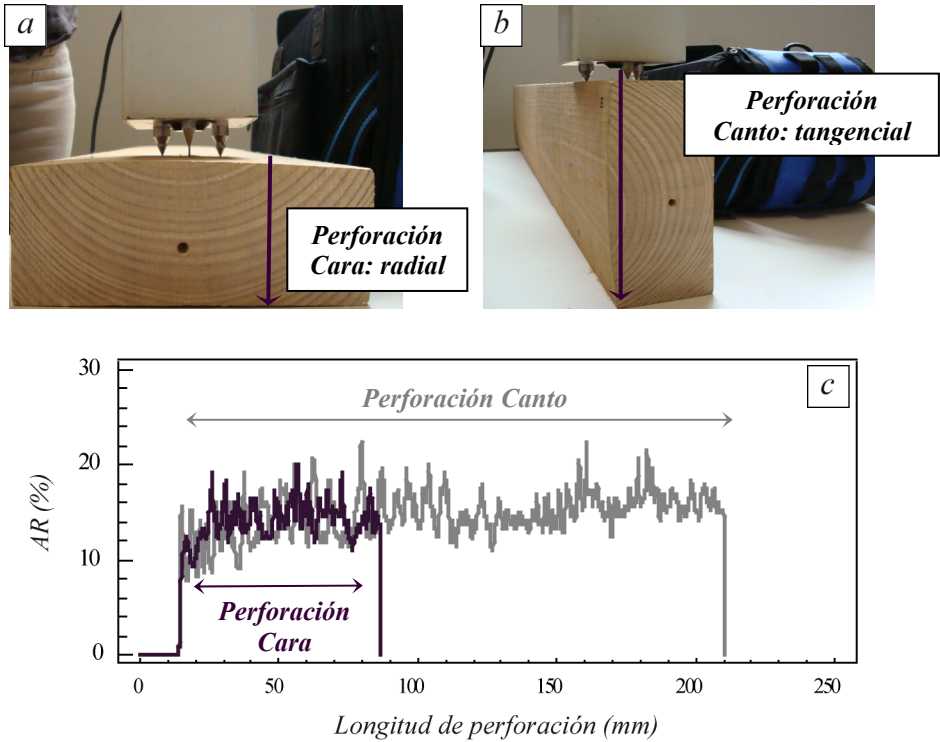 a
b
Perforación
Cara: radial
Perforación
Canto: tangencial
c
30
20
10
0
AR (%)
Perforación Canto
Perforación
Cara
0
50
100
150
200
250
Longitud de perforación (mm)